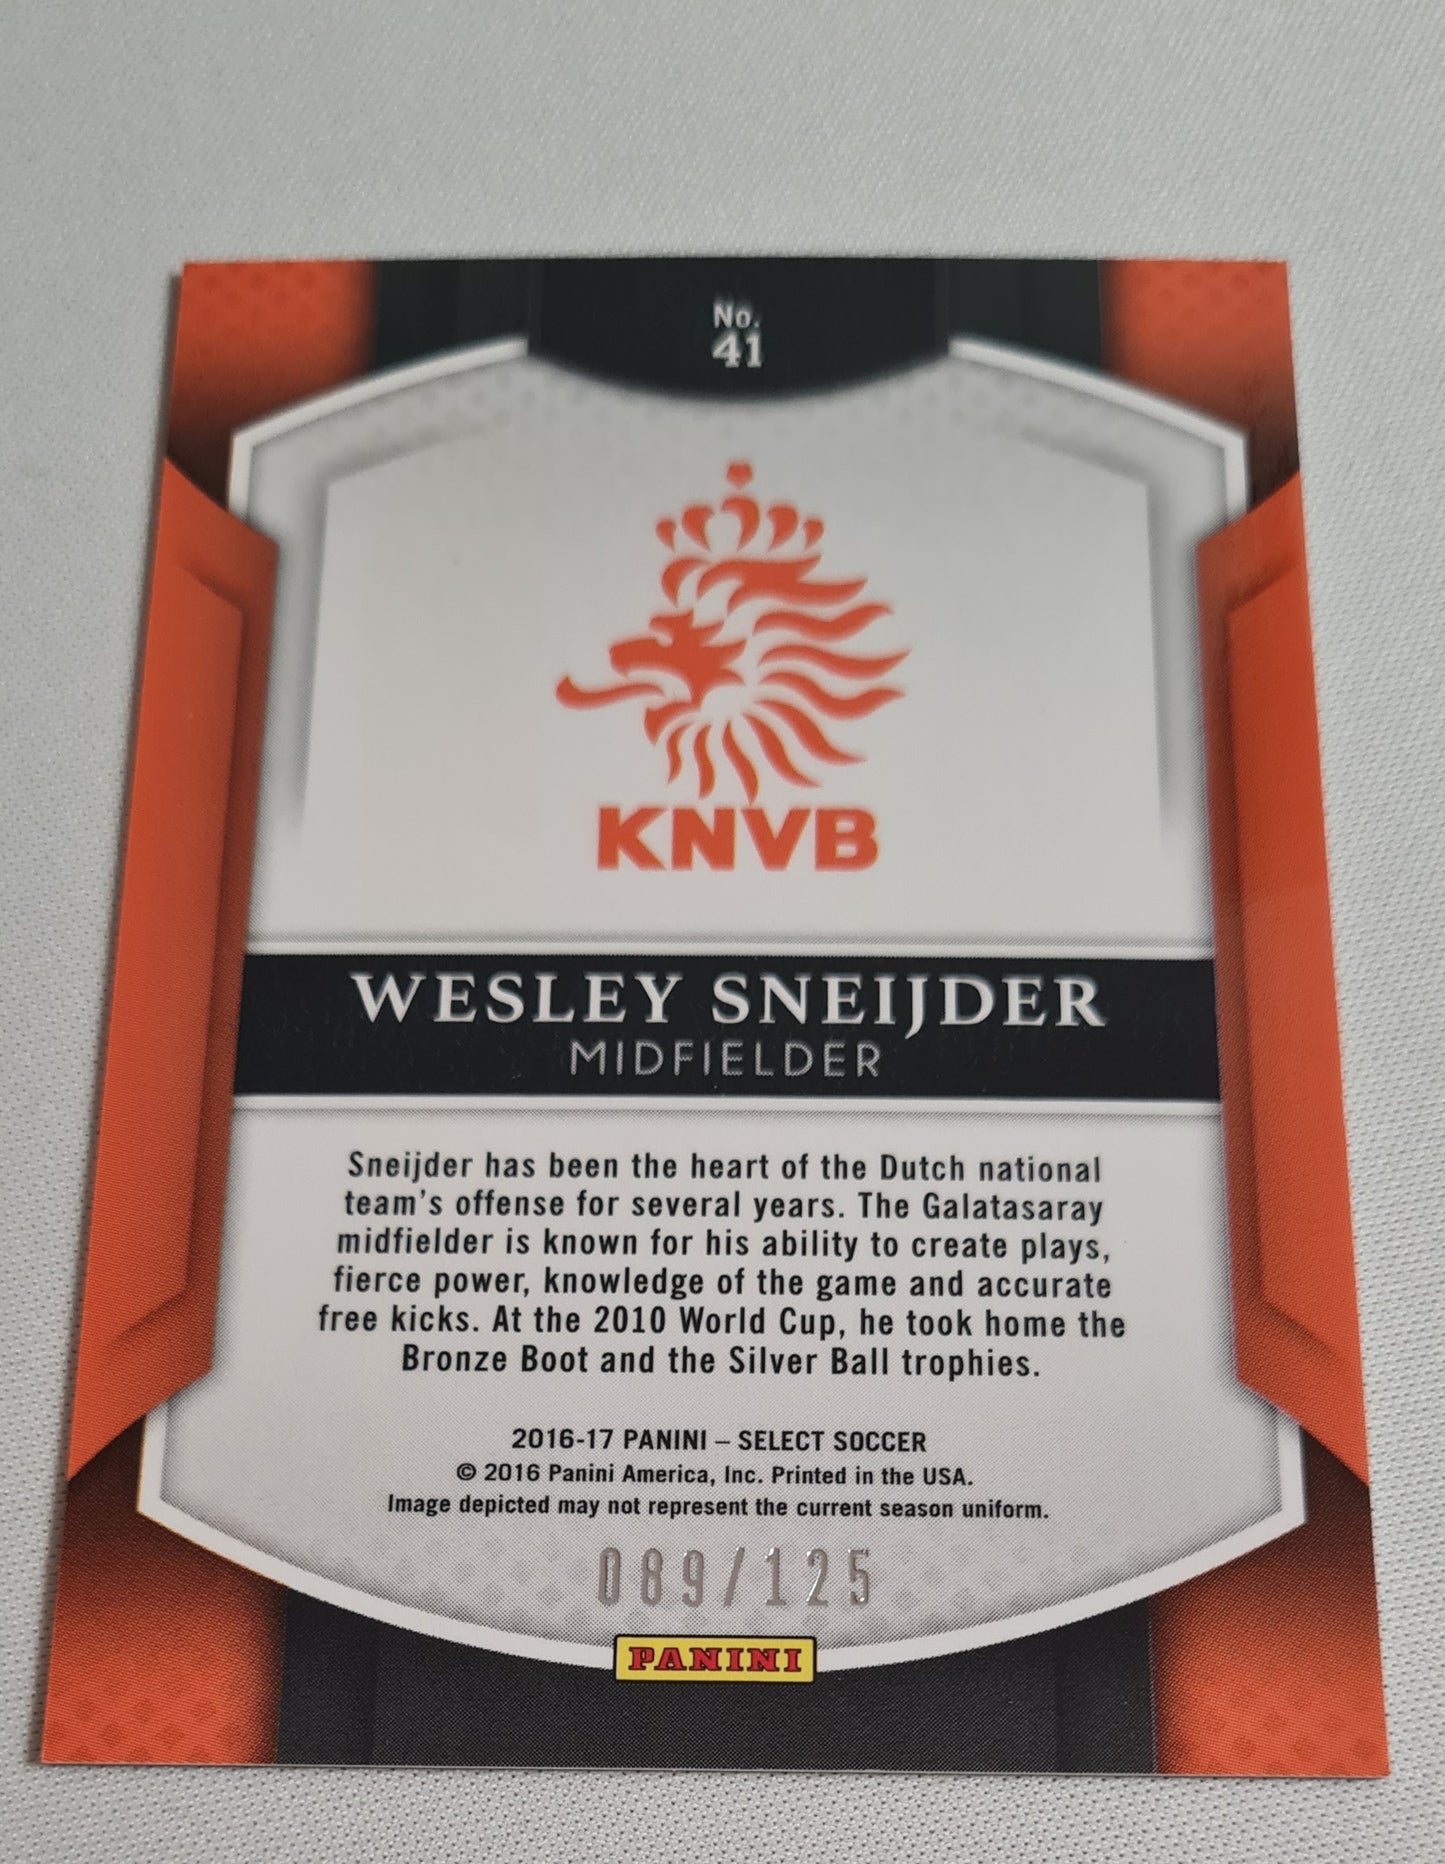 No.
41
KNVB
WESLEY SNEIJDER
MIDFIELDER
Sneijder has been the heart of the Dutch national
team's offense for several years. The Galatasaray
midfielder is known for his ability to create plays,
fierce power, knowledge of the game and accurate
free kicks. At the 2010 World Cup, he took home the
Bronze Boot and the Silver Ball trophies.
2016-17 PANINI – SELECT SOCCER
© 2016 Panini America, Inc. Printed in the USA.
Image depicted may not represent the current season uniform.
089/125
PANINI